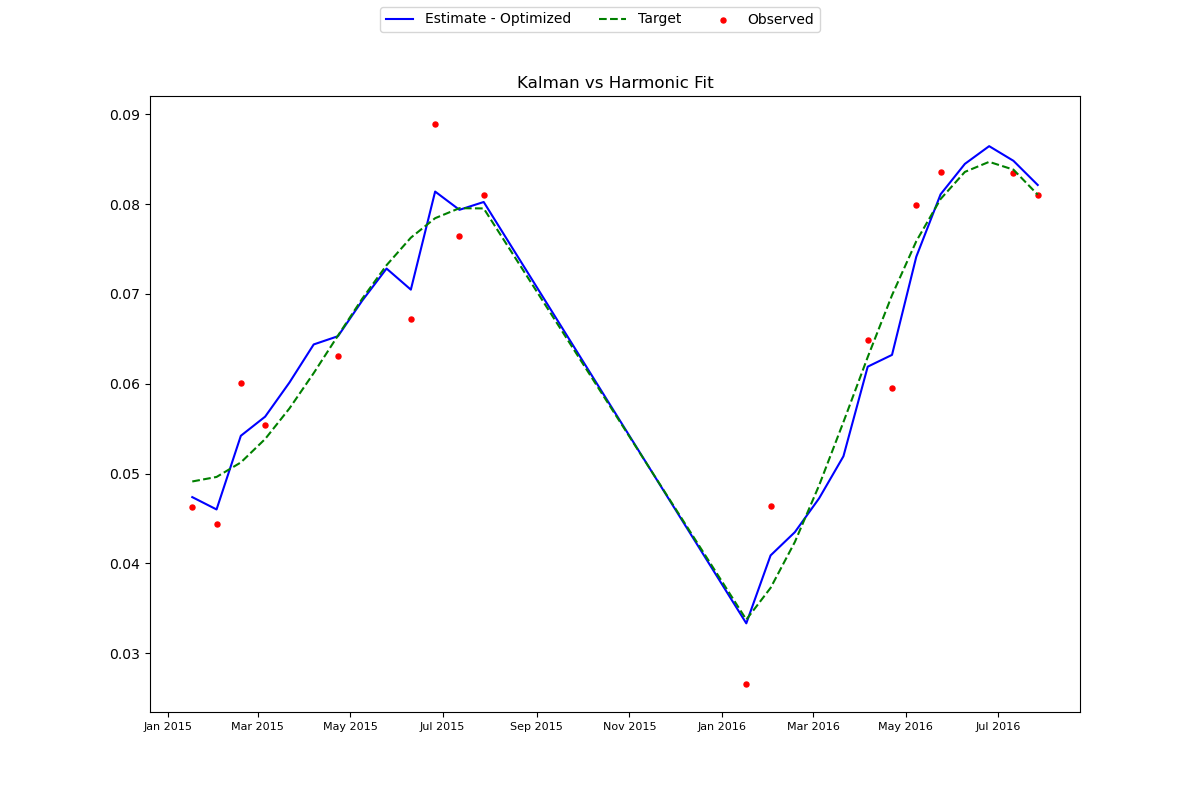 Estimate - Optimized Target Observed
Kalman vs Harmonic Fit
0.09
0.08
0.07
0.06
0.05
0.04
0.03
Jan 2015 Mar 2015 May 2015 Jul 2015 Sep 2015 Nov 2015 Jan 2016 Mar 2016 May 2016 Jul 2016